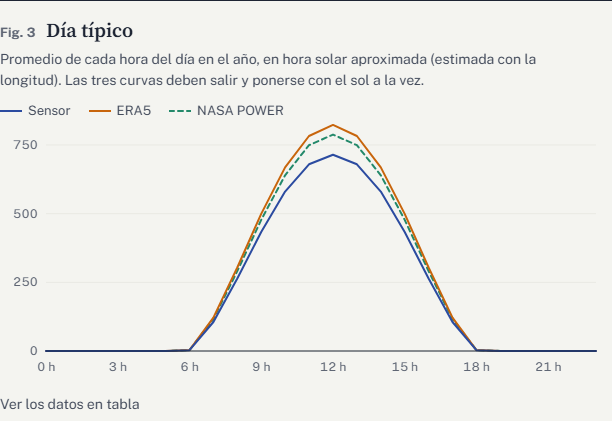 Fig. 3 Día típico
Promedio de cada hora del día en el año, en hora solar aproximada (estimada con la
longitud). Las tres curvas deben salir y ponerse con el sol a la vez.
Sensor ERA5 NASA POWER
750
500
250
0
0 h 3 h 6 h 9 h 12 h 15 h 18 h 21 h
Ver los datos en tabla